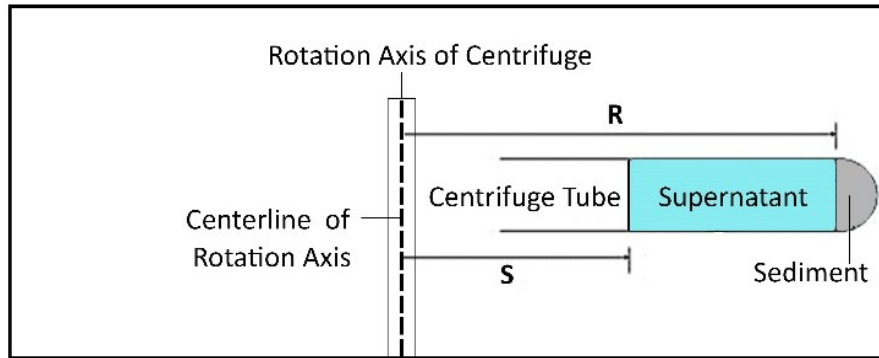 Rotation Axis of Centrifuge
R
Centrifuge Tube
Supernatant
Centerline of
Rotation Axis
S
Sediment